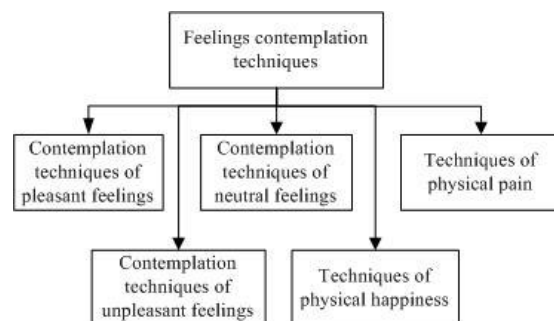 Feelings contemplation
techniques
Contemplation
techniques of
pleasant feelings
Contemplation
techniques of
neutral feelings
Techniques of
physical pain
Contemplation
techniques of
unpleasant feelings
Techniques of
physical happiness